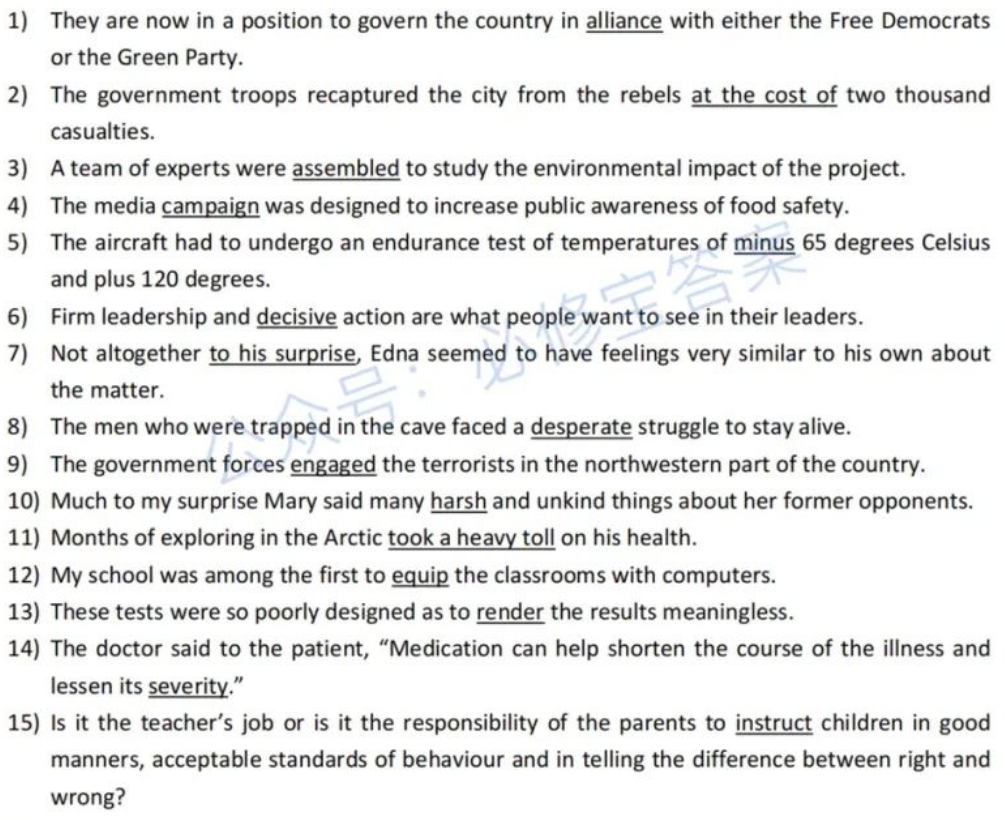 1) They are now in a position to govern the country in alliance with either the Free Democrats
or the Green Party.
2) The government troops recaptured the city from the rebels at the cost of two thousand
casualties.
3) A team of experts were assembled to study the environmental impact of the project.
4) The media campaign was designed to increase public awareness of food safety.
5) The aircraft had to undergo an endurance test of temperatures of minus 65 degrees Celsius
and plus 120 degrees.
6) Firm leadership and decisive action are what people want to see in their leaders.
7) Not altogether to his surprise, Edna seemed to have feelings very similar to his own about
the matter.
8) The men who were trapped in the cave faced a desperate struggle to stay alive.
9) The government forces engaged the terrorists in the northwestern part of the country.
10) Much to my surprise Mary said many harsh and unkind things about her former opponents.
11) Months of exploring in the Arctic took a heavy toll on his health.
12) My school was among the first to equip the classrooms with computers.
13) These tests were so poorly designed as to render the results meaningless.
14) The doctor said to the patient, “Medication can help shorten the course of the illness and
lessen its severity.”
15) Is it the teacher’s job or is it the responsibility of the parents to instruct children in good
manners, acceptable standards of behaviour and in telling the difference between right and
wrong?
公众号：必修宝答案